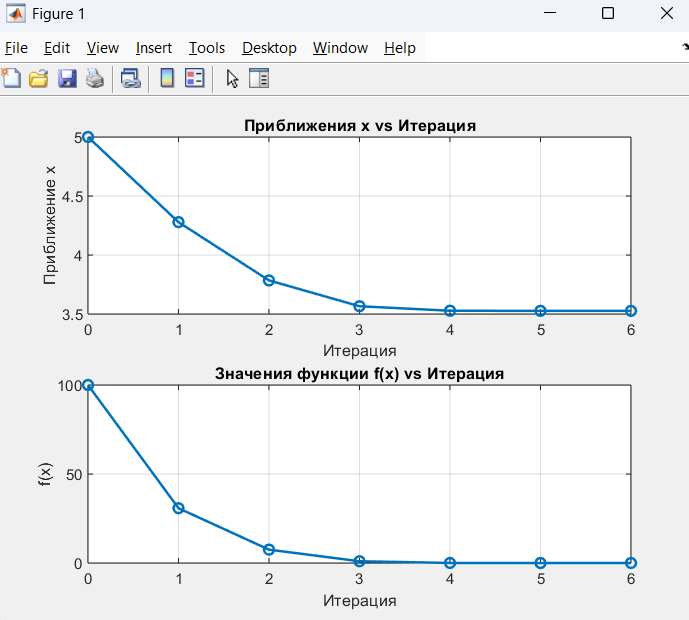 Figure 1
File Edit View Insert Tools Desktop Window Help
Приближения x vs Итерация
Приближение x
5
4.5
4
3.5
0 1 2 3 4 5 6
Итерация
Значения функции f(x) vs Итерация
f(x)
100
50
0
0 1 2 3 4 5 6
Итерация